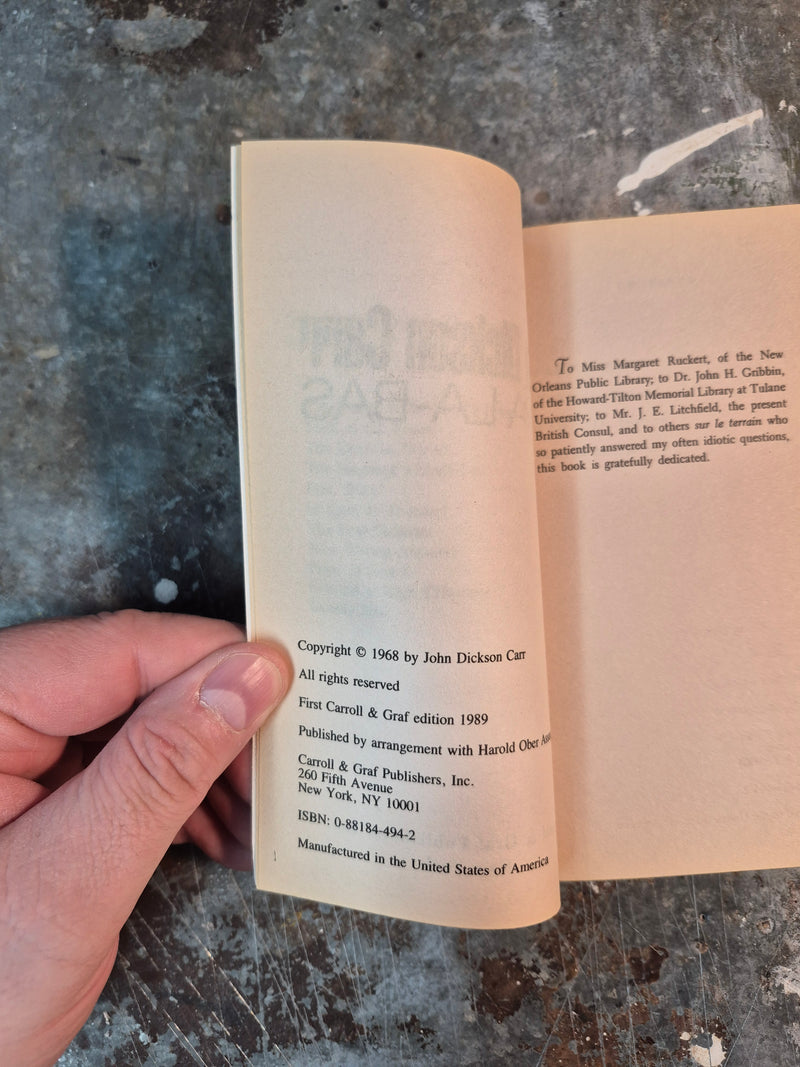 Copyright © 1968 by John Dickson Carr
All rights reserved
First Carroll & Graf edition 1989
Published by arrangement with Harold Ober
Carroll & Graf Publishers, Inc.
260 Fifth Avenue
New York, NY 10001
ISBN: 0-88184-494-2
Manufactured in the United States of America
To Miss Margaret Ruckert, of the New
Orleans Public Library; to Dr. John H. Gribbin,
of the Howard-Tilton Memorial Library at Tulane
University; to Mr. J. E. Litchfield, the present
British Consul, and to others sur le terrain who
so patiently answered my often idiotic questions,
this book is gratefully dedicated.